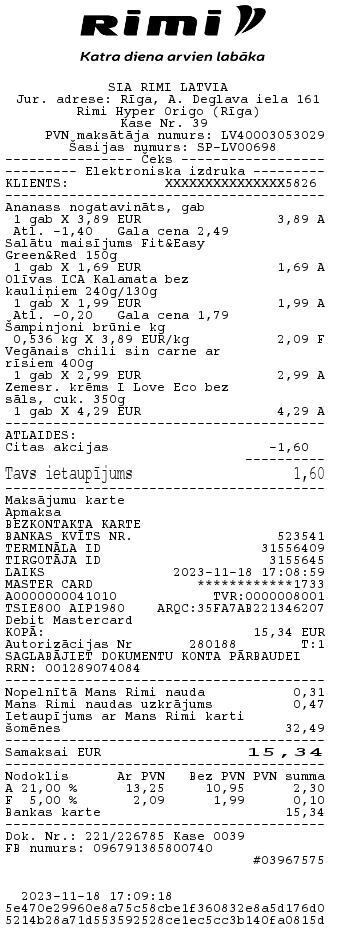 Rimi
Katra diena arvien labāka
SIA RIMI LATVIA
Jur. adrese: Rīga, A. Deglava iela 161
Rimi Hyper Origo (Rīga)
Kase Nr. 39
PVN maksātāja numurs: LV40003053029
Šasijas numurs: SP-LV00698
---------------- Čeks ------------------
---------- Elektroniska izdruka ---------
KLIENTS: XXXXXXXXXXXXXXX5826
Ananass nogatavināts, gab
1 gab X 3,89 EUR 3,89 A
Atl. -1,40 Gala cena 2,49
Salātu maisījums Fit&Easy
Green&Red 150g
1 gab X 1,69 EUR 1,69 A
Olīvas ICA Kalamata bez
kauliņiem 240g/130g
1 gab X 1,99 EUR 1,99 A
Atl. -0,20 Gala cena 1,79
Šampinjoni brūnie kg
0,536 kg X 3,89 EUR/kg 2,09 F
Vegānais chili sin carne ar
rīsiem 400g
1 gab X 2,99 EUR 2,99 A
Zemesr. krēms I Love Eco bez
sāls, cuk. 350g
1 gab X 4,29 EUR 4,29 A
ATLAIDES:
Citas akcijas -1,60
Tavs ietaupījums 1,60
Maksājumu karte
Apmaksa
BEZKONTAKTA KARTE
BANKAS KVĪTS NR. 523541
TERMINĀLA ID 31556409
TIRGOTĀJA ID 3155645
LAIKS 2023-11-18 17:08:59
MASTER CARD ************1733
A0000000041010 TVR:0000008001
TSIE800 AIP1980 ARQC:35FA7AB221346207
Debit Mastercard
KOPĀ: 15,34 EUR
Autorizācijas Nr 280188 T:1
SAGLABĀJIET DOKUMENTU KONTA PĀRBAUDEI
RRN: 001289074084
Nopelnītā Mans Rimi nauda 0,31
Mans Rimi naudas uzkrājums 0,47
Ietaupījums ar Mans Rimi karti
šomēnes 32,49
Samaksai EUR 15,34
Nodoklis Ar PVN Bez PVN PVN summa
A 21,00 % 13,25 10,95 2,30
F 5,00 % 2,09 1,99 0,10
Bankas karte 15,34
Dok. Nr.: 221/226785 Kase 0039
FB numurs: 096791385800740
#03967575
2023-11-18 17:09:18
5e470e29960e8a75c58cbe1f360832e8a5d176d0
5214b28a71d553592528ce1ec5cc3b140fa0815d